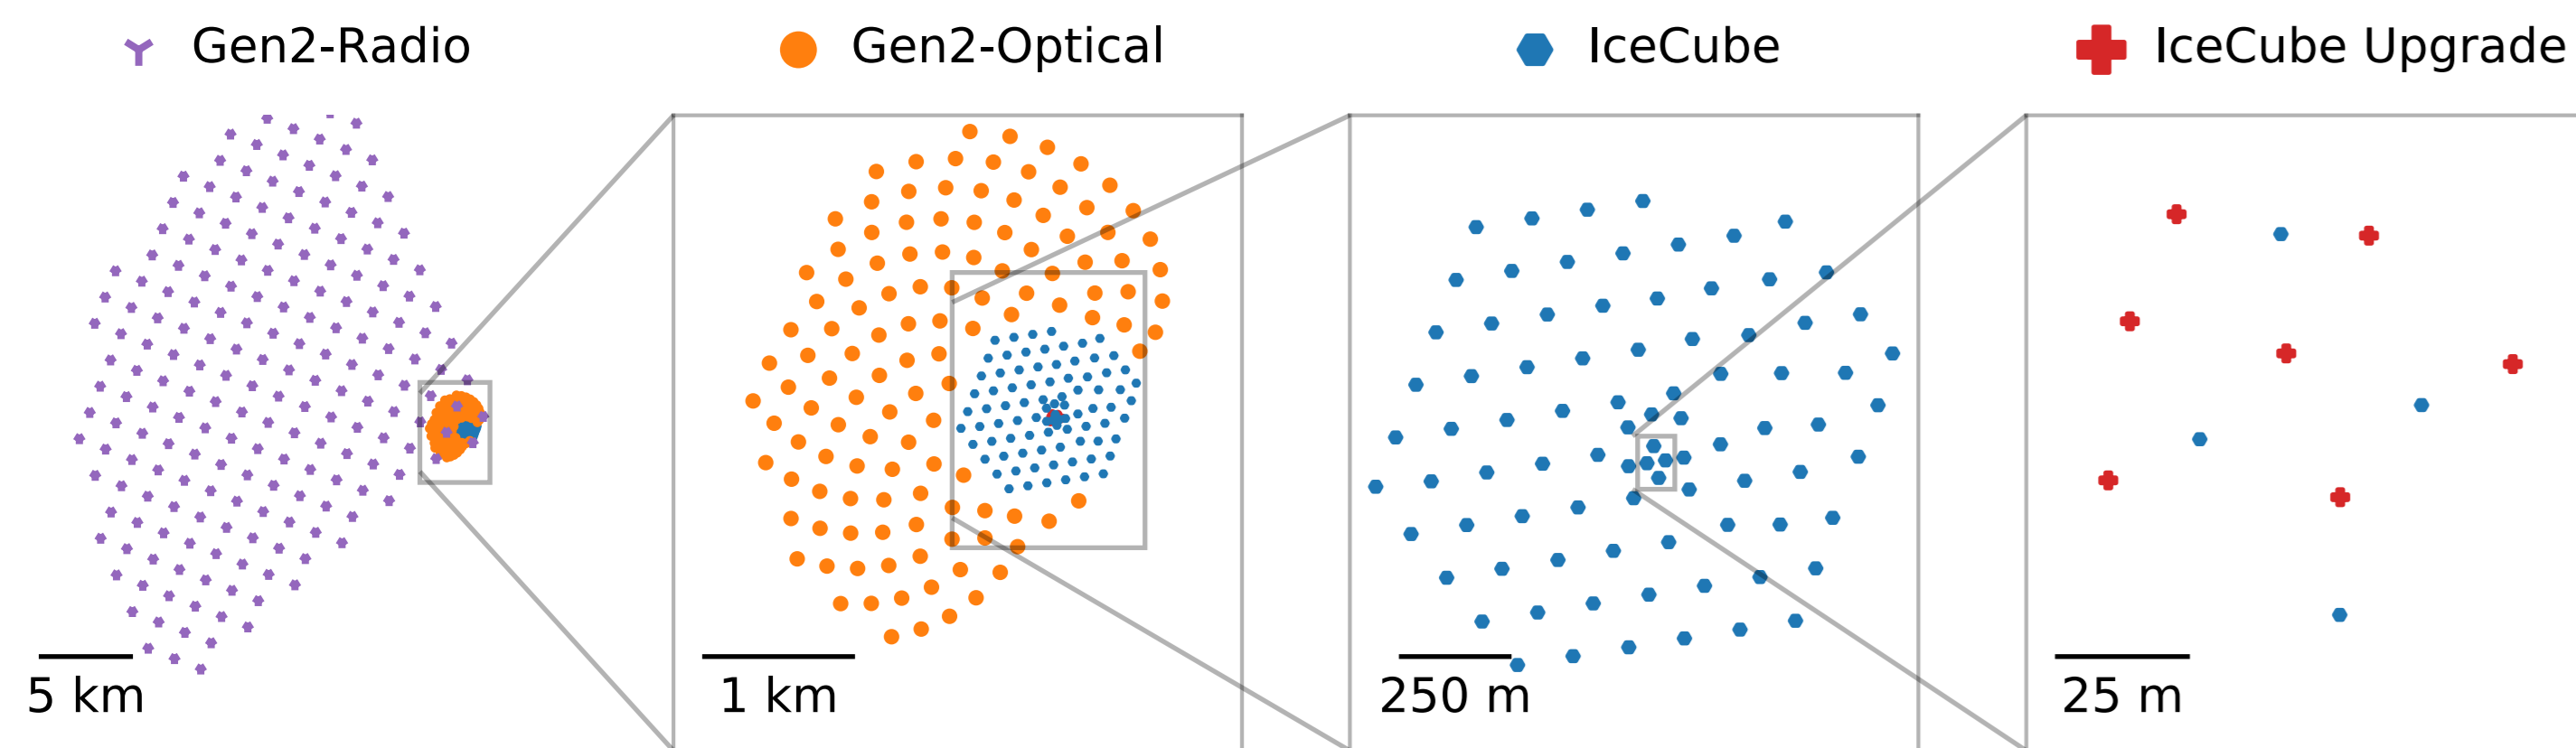 Gen2-Radio
Gen2-Optical
IceCube
IceCube Upgrade
5 km
1 km
250 m
25 m